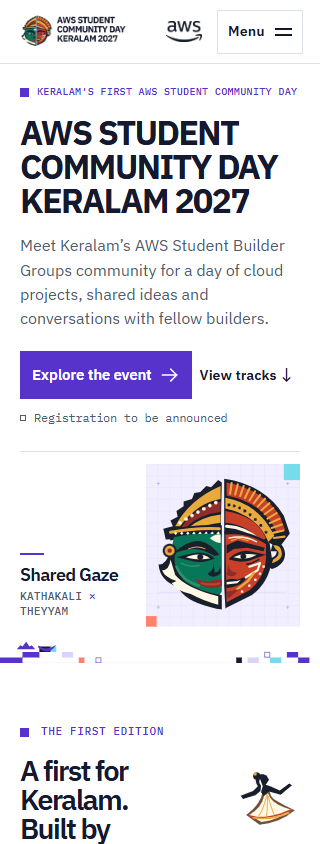 AWS STUDENT
COMMUNITY DAY
KERALAM 2027
aws
Menu
KERALAM'S FIRST AWS STUDENT COMMUNITY DAY
AWS STUDENT
COMMUNITY DAY
KERALAM 2027
Meet Keralam’s AWS Student Builder
Groups community for a day of cloud
projects, shared ideas and
conversations with fellow builders.
Explore the event →
View tracks ↓
Registration to be announced
Shared Gaze
KATHAKALI ×
THEYYAM
THE FIRST EDITION
A first for
Keralam.
Built by